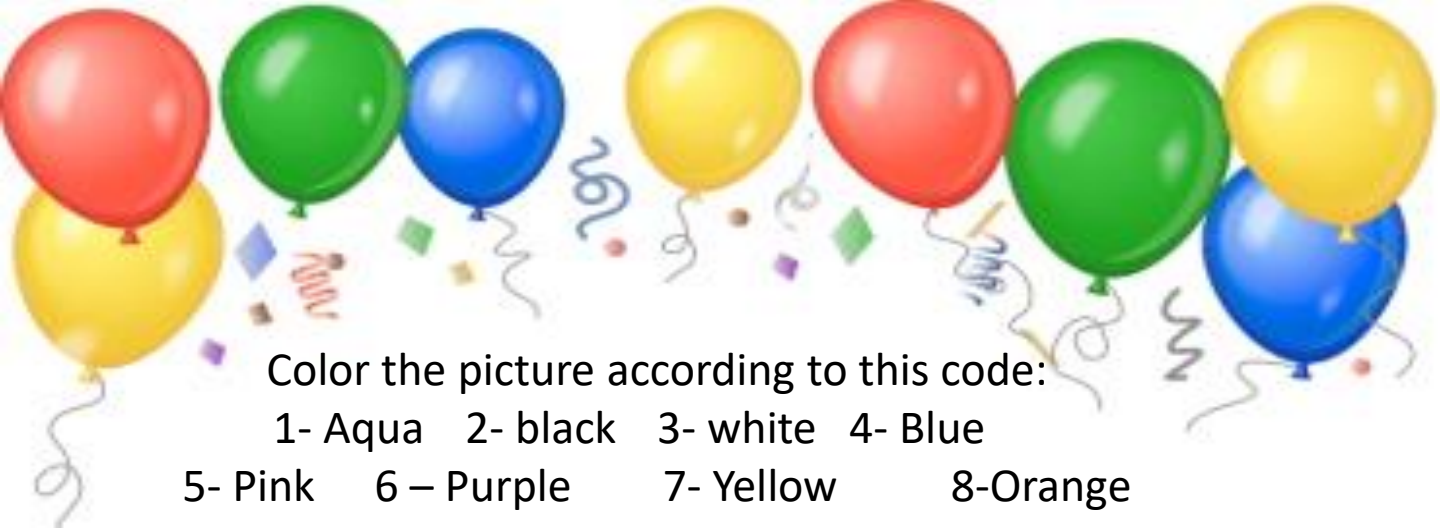 Color the picture according to this code:
1- Aqua 2- black 3- white 4- Blue
5- Pink 6 – Purple 7- Yellow 8-Orange